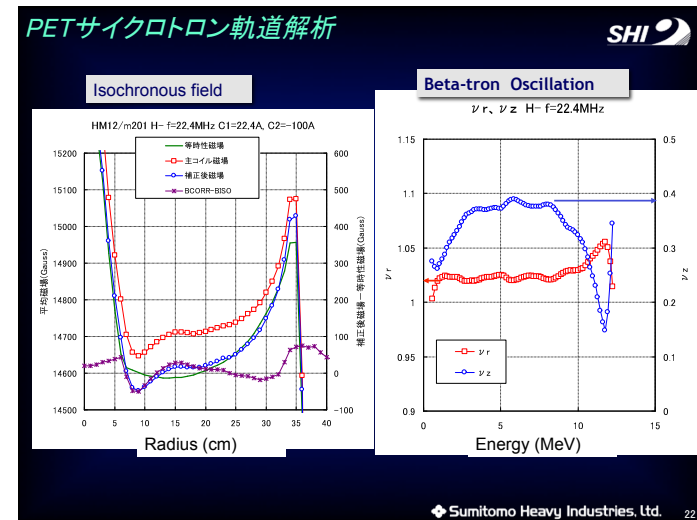 PETサイクロトロン軌道解析
SHI
Isochronous field
Beta-tron Oscillation
HM12/m201 H- f=22.4MHz C1=22.4A, C2=-100A
等時性磁場
主コイル磁場
補正後磁場
BCORR-BISO
15200
15100
15000
14900
14800
14700
14600
14500
平均磁場(Gauss)
600
500
400
300
200
100
0
-100
補正後磁場-等時性磁場(Gauss)
0 5 10 15 20 25 30 35 40
Radius (cm)
νr、νz H- f=22.4MHz
1.15
1.1
1.05
1
0.95
0.9
νr
0.5
0.4
0.3
0.2
0.1
0
νz
νr
νz
0 5 10 15
Energy (MeV)
Sumitomo Heavy Industries, Ltd.
22